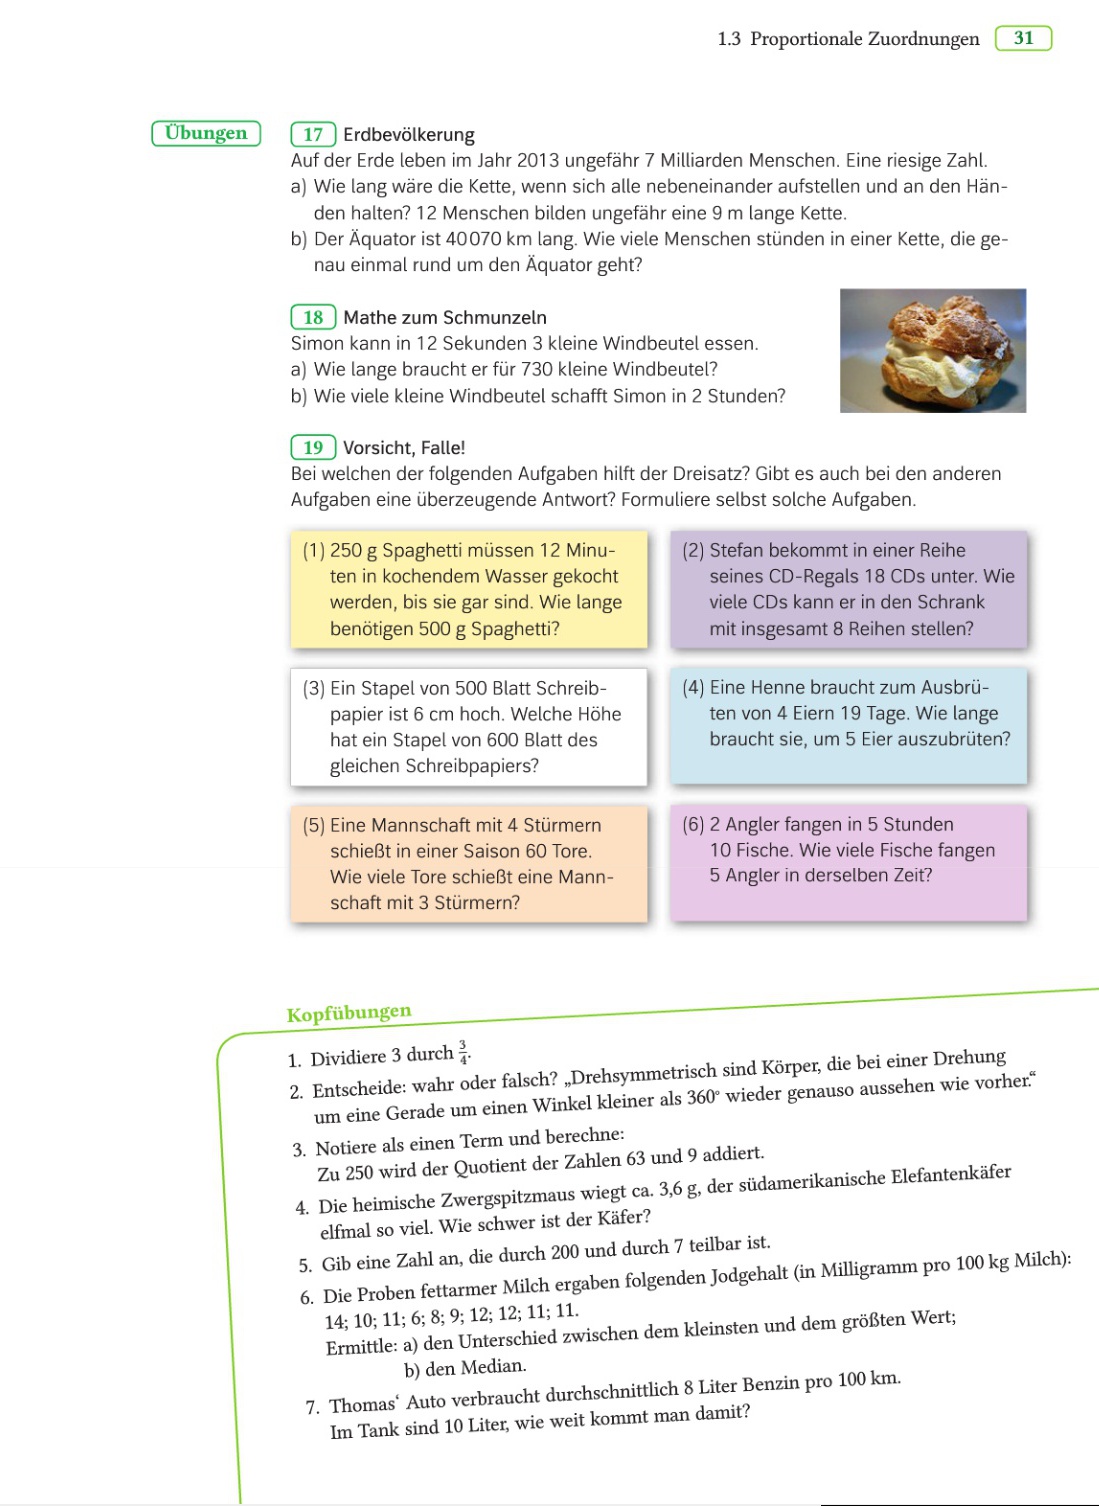 1.3 Proportionale Zuordnungen 31
Übungen
17 Erdbevölkerung
Auf der Erde leben im Jahr 2013 ungefähr 7 Milliarden Menschen. Eine riesige Zahl.
a) Wie lang wäre die Kette, wenn sich alle nebeneinander aufstellen und an den Hän-
den halten? 12 Menschen bilden ungefähr eine 9 m lange Kette.
b) Der Äquator ist 40 070 km lang. Wie viele Menschen stünden in einer Kette, die ge-
nau einmal rund um den Äquator geht?
18 Mathe zum Schmunzeln
Simon kann in 12 Sekunden 3 kleine Windbeutel essen.
a) Wie lange braucht er für 730 kleine Windbeutel?
b) Wie viele kleine Windbeutel schafft Simon in 2 Stunden?
19 Vorsicht, Falle!
Bei welchen der folgenden Aufgaben hilft der Dreisatz? Gibt es auch bei den anderen
Aufgaben eine überzeugende Antwort? Formuliere selbst solche Aufgaben.
(1) 250 g Spaghetti müssen 12 Minu-
ten in kochendem Wasser gekocht
werden, bis sie gar sind. Wie lange
benötigen 500 g Spaghetti?
(2) Stefan bekommt in einer Reihe
seines CD-Regals 18 CDs unter. Wie
viele CDs kann er in den Schrank
mit insgesamt 8 Reihen stellen?
(3) Ein Stapel von 500 Blatt Schreib-
papier ist 6 cm hoch. Welche Höhe
hat ein Stapel von 600 Blatt des
gleichen Schreibpapiers?
(4) Eine Henne braucht zum Ausbrü-
ten von 4 Eiern 19 Tage. Wie lange
braucht sie, um 5 Eier auszubrüten?
(5) Eine Mannschaft mit 4 Stürmern
schießt in einer Saison 60 Tore.
Wie viele Tore schießt eine Mann-
schaft mit 3 Stürmern?
(6) 2 Angler fangen in 5 Stunden
10 Fische. Wie viele Fische fangen
5 Angler in derselben Zeit?
Kopfübungen
1. Dividiere 3 durch 3/4.
2. Entscheide: wahr oder falsch? „Drehsymmetrisch sind Körper, die bei einer Drehung
um eine Gerade um einen Winkel kleiner als 360° wieder genauso aussehen wie vorher.“
3. Notiere als einen Term und berechne:
Zu 250 wird der Quotient der Zahlen 63 und 9 addiert.
4. Die heimische Zwergspitzmaus wiegt ca. 3,6 g, der südamerikanische Elefantenkäfer
elfmal so viel. Wie schwer ist der Käfer?
5. Gib eine Zahl an, die durch 200 und durch 7 teilbar ist.
6. Die Proben fettarmer Milch ergaben folgenden Jodgehalt (in Milligramm pro 100 kg Milch):
14; 10; 11; 6; 8; 9; 12; 12; 11; 11.
Ermittle: a) den Unterschied zwischen dem kleinsten und dem größten Wert;
b) den Median.
7. Thomas‘ Auto verbraucht durchschnittlich 8 Liter Benzin pro 100 km.
Im Tank sind 10 Liter, wie weit kommt man damit?